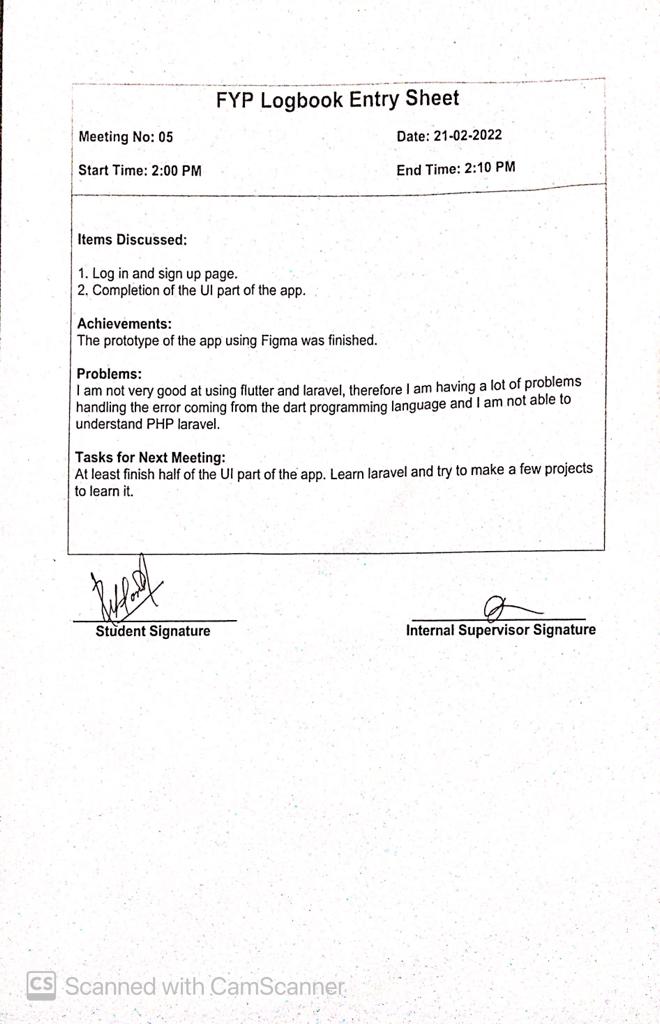 FYP Logbook Entry Sheet
Meeting No: 05 Date: 21-02-2022
Start Time: 2:00 PM End Time: 2:10 PM
Items Discussed:
1. Log in and sign up page.
2. Completion of the UI part of the app.
Achievements:
The prototype of the app using Figma was finished.
Problems:
I am not very good at using flutter and laravel, therefore I am having a lot of problems
handling the error coming from the dart programming language and I am not able to
understand PHP laravel.
Tasks for Next Meeting:
At least finish half of the UI part of the app. Learn laravel and try to make a few projects
to learn it.
Student Signature Internal Supervisor Signature
CS Scanned with CamScanner